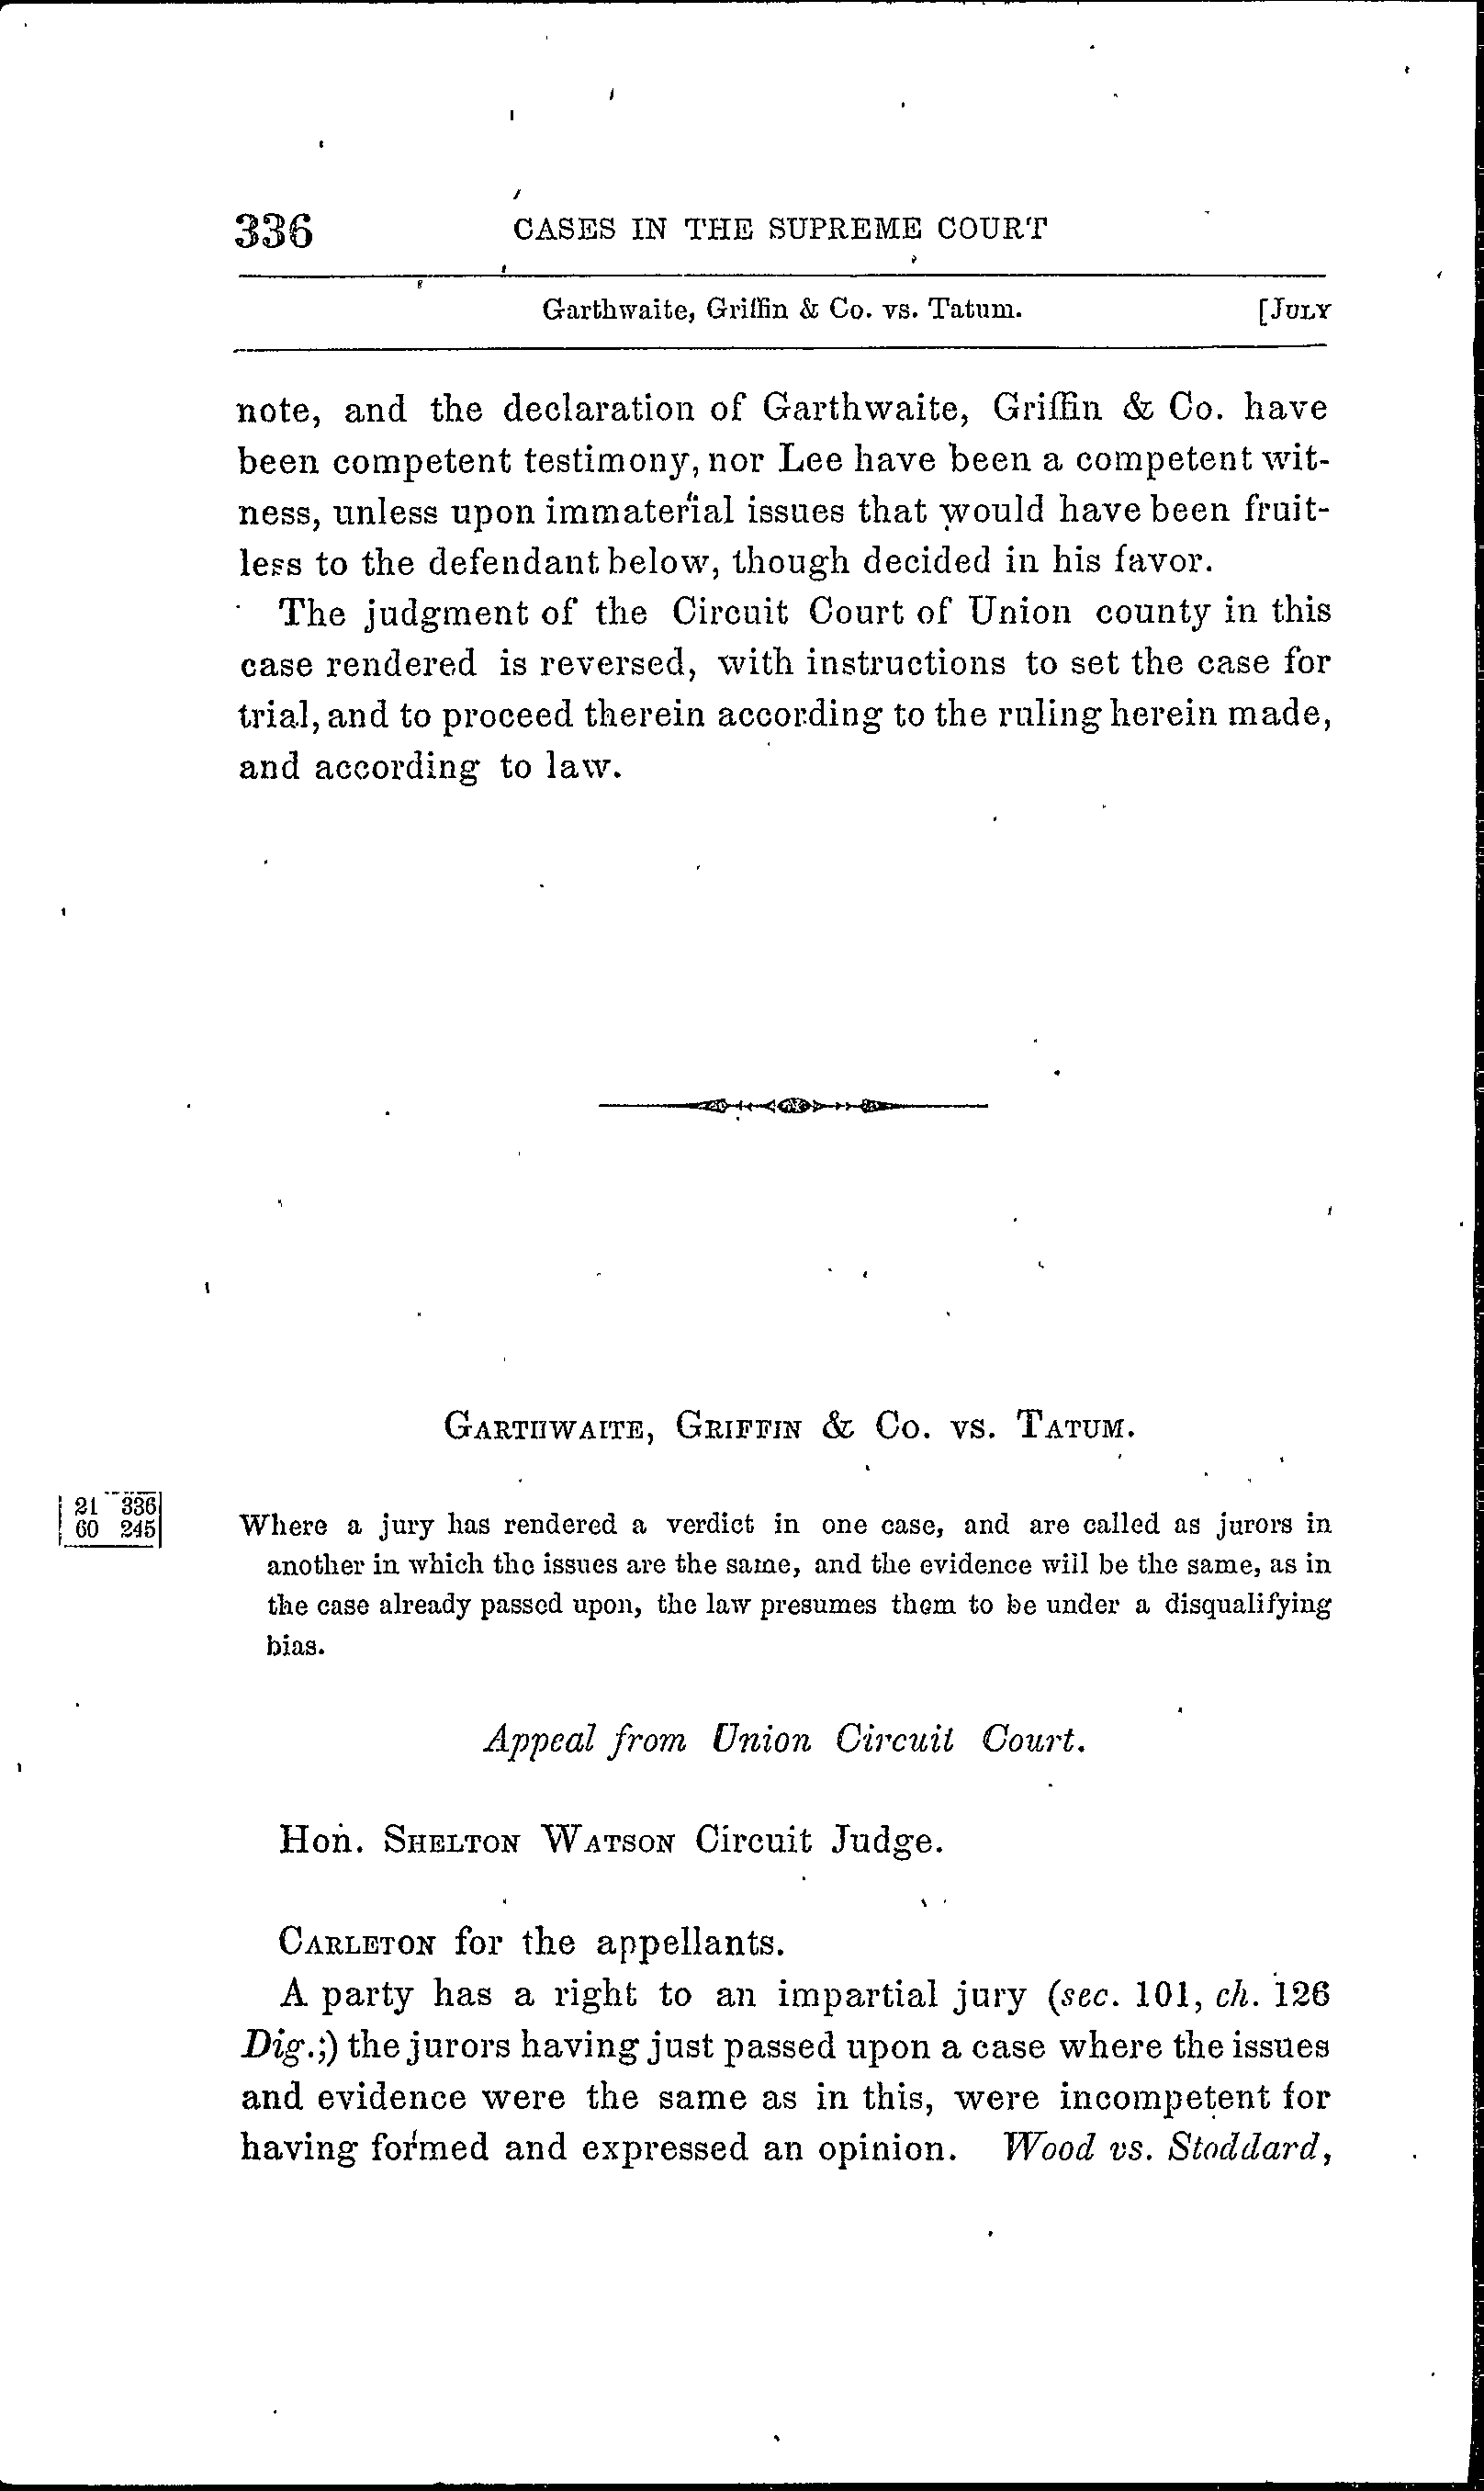 336 CASES IN THE SUPREME COURT
Garthwaite, Griffin & Co. vs. Tatum. [JULY
note, and the declaration of Garthwaite, Griffin & Co. have
been competent testimony, nor Lee have been a competent wit-
ness, unless upon immaterial issues that would have been fruit-
less to the defendant below, though decided in his favor.
The judgment of the Circuit Court of Union county in this
case rendered is reversed, with instructions to set the case for
trial, and to proceed therein according to the ruling herein made,
and according to law.
GARTHWAITE, GRIFFIN & CO. VS. TATUM.
21 336
60 245
Where a jury has rendered a verdict in one case, and are called as jurors in
another in which the issues are the same, and the evidence will be the same, as in
the case already passed upon, the law presumes them to be under a disqualifying
bias.
Appeal from Union Circuit Court.
Hon. SHELTON WATSON Circuit Judge.
CARLETON for the appellants.
A party has a right to an impartial jury (sec. 101, ch. 126
Dig.;) the jurors having just passed upon a case where the issues
and evidence were the same as in this, were incompetent for
having formed and expressed an opinion. Wood vs. Stoddard,